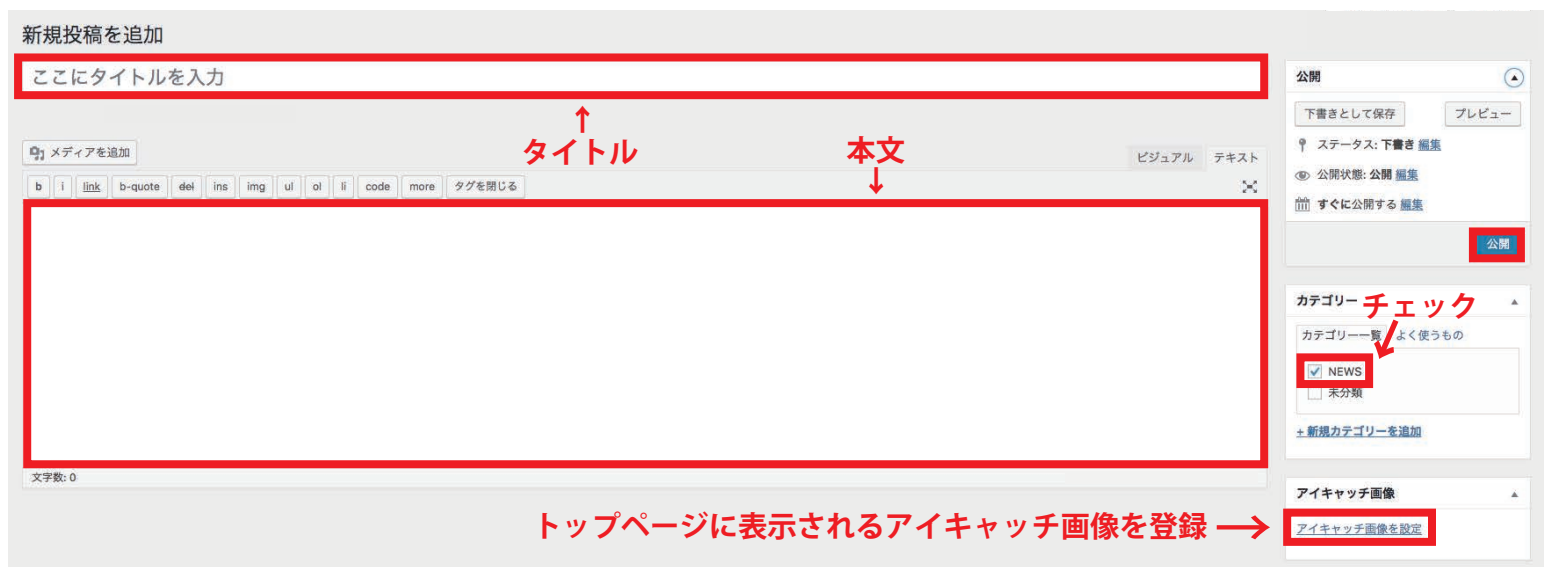 新規投稿を追加
ここにタイトルを入力
↑
タイトル
本文
↓
メディアを追加
ビジュアル テキスト
b i link b-quote del ins img ul ol li code more タグを閉じる
文字数: 0
公開
下書きとして保存 プレビュー
ステータス: 下書き 編集
公開状態: 公開 編集
すぐに公開する 編集
公開
カテゴリー
チェック
カテゴリー一覧 よく使うもの
NEWS
未分類
+ 新規カテゴリーを追加
アイキャッチ画像
トップページに表示されるアイキャッチ画像を登録 →
アイキャッチ画像を設定